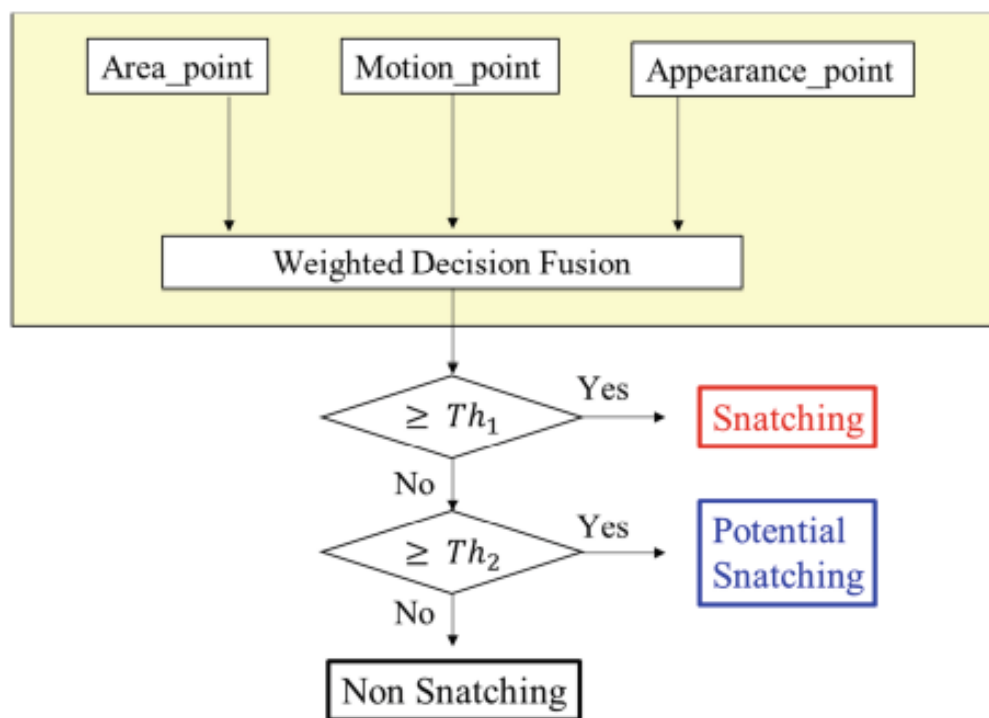 Area_point
Motion_point
Appearance_point
Weighted Decision Fusion
≥ Th₁
Yes
Snatching
No
≥ Th₂
Yes
Potential
Snatching
No
Non Snatching